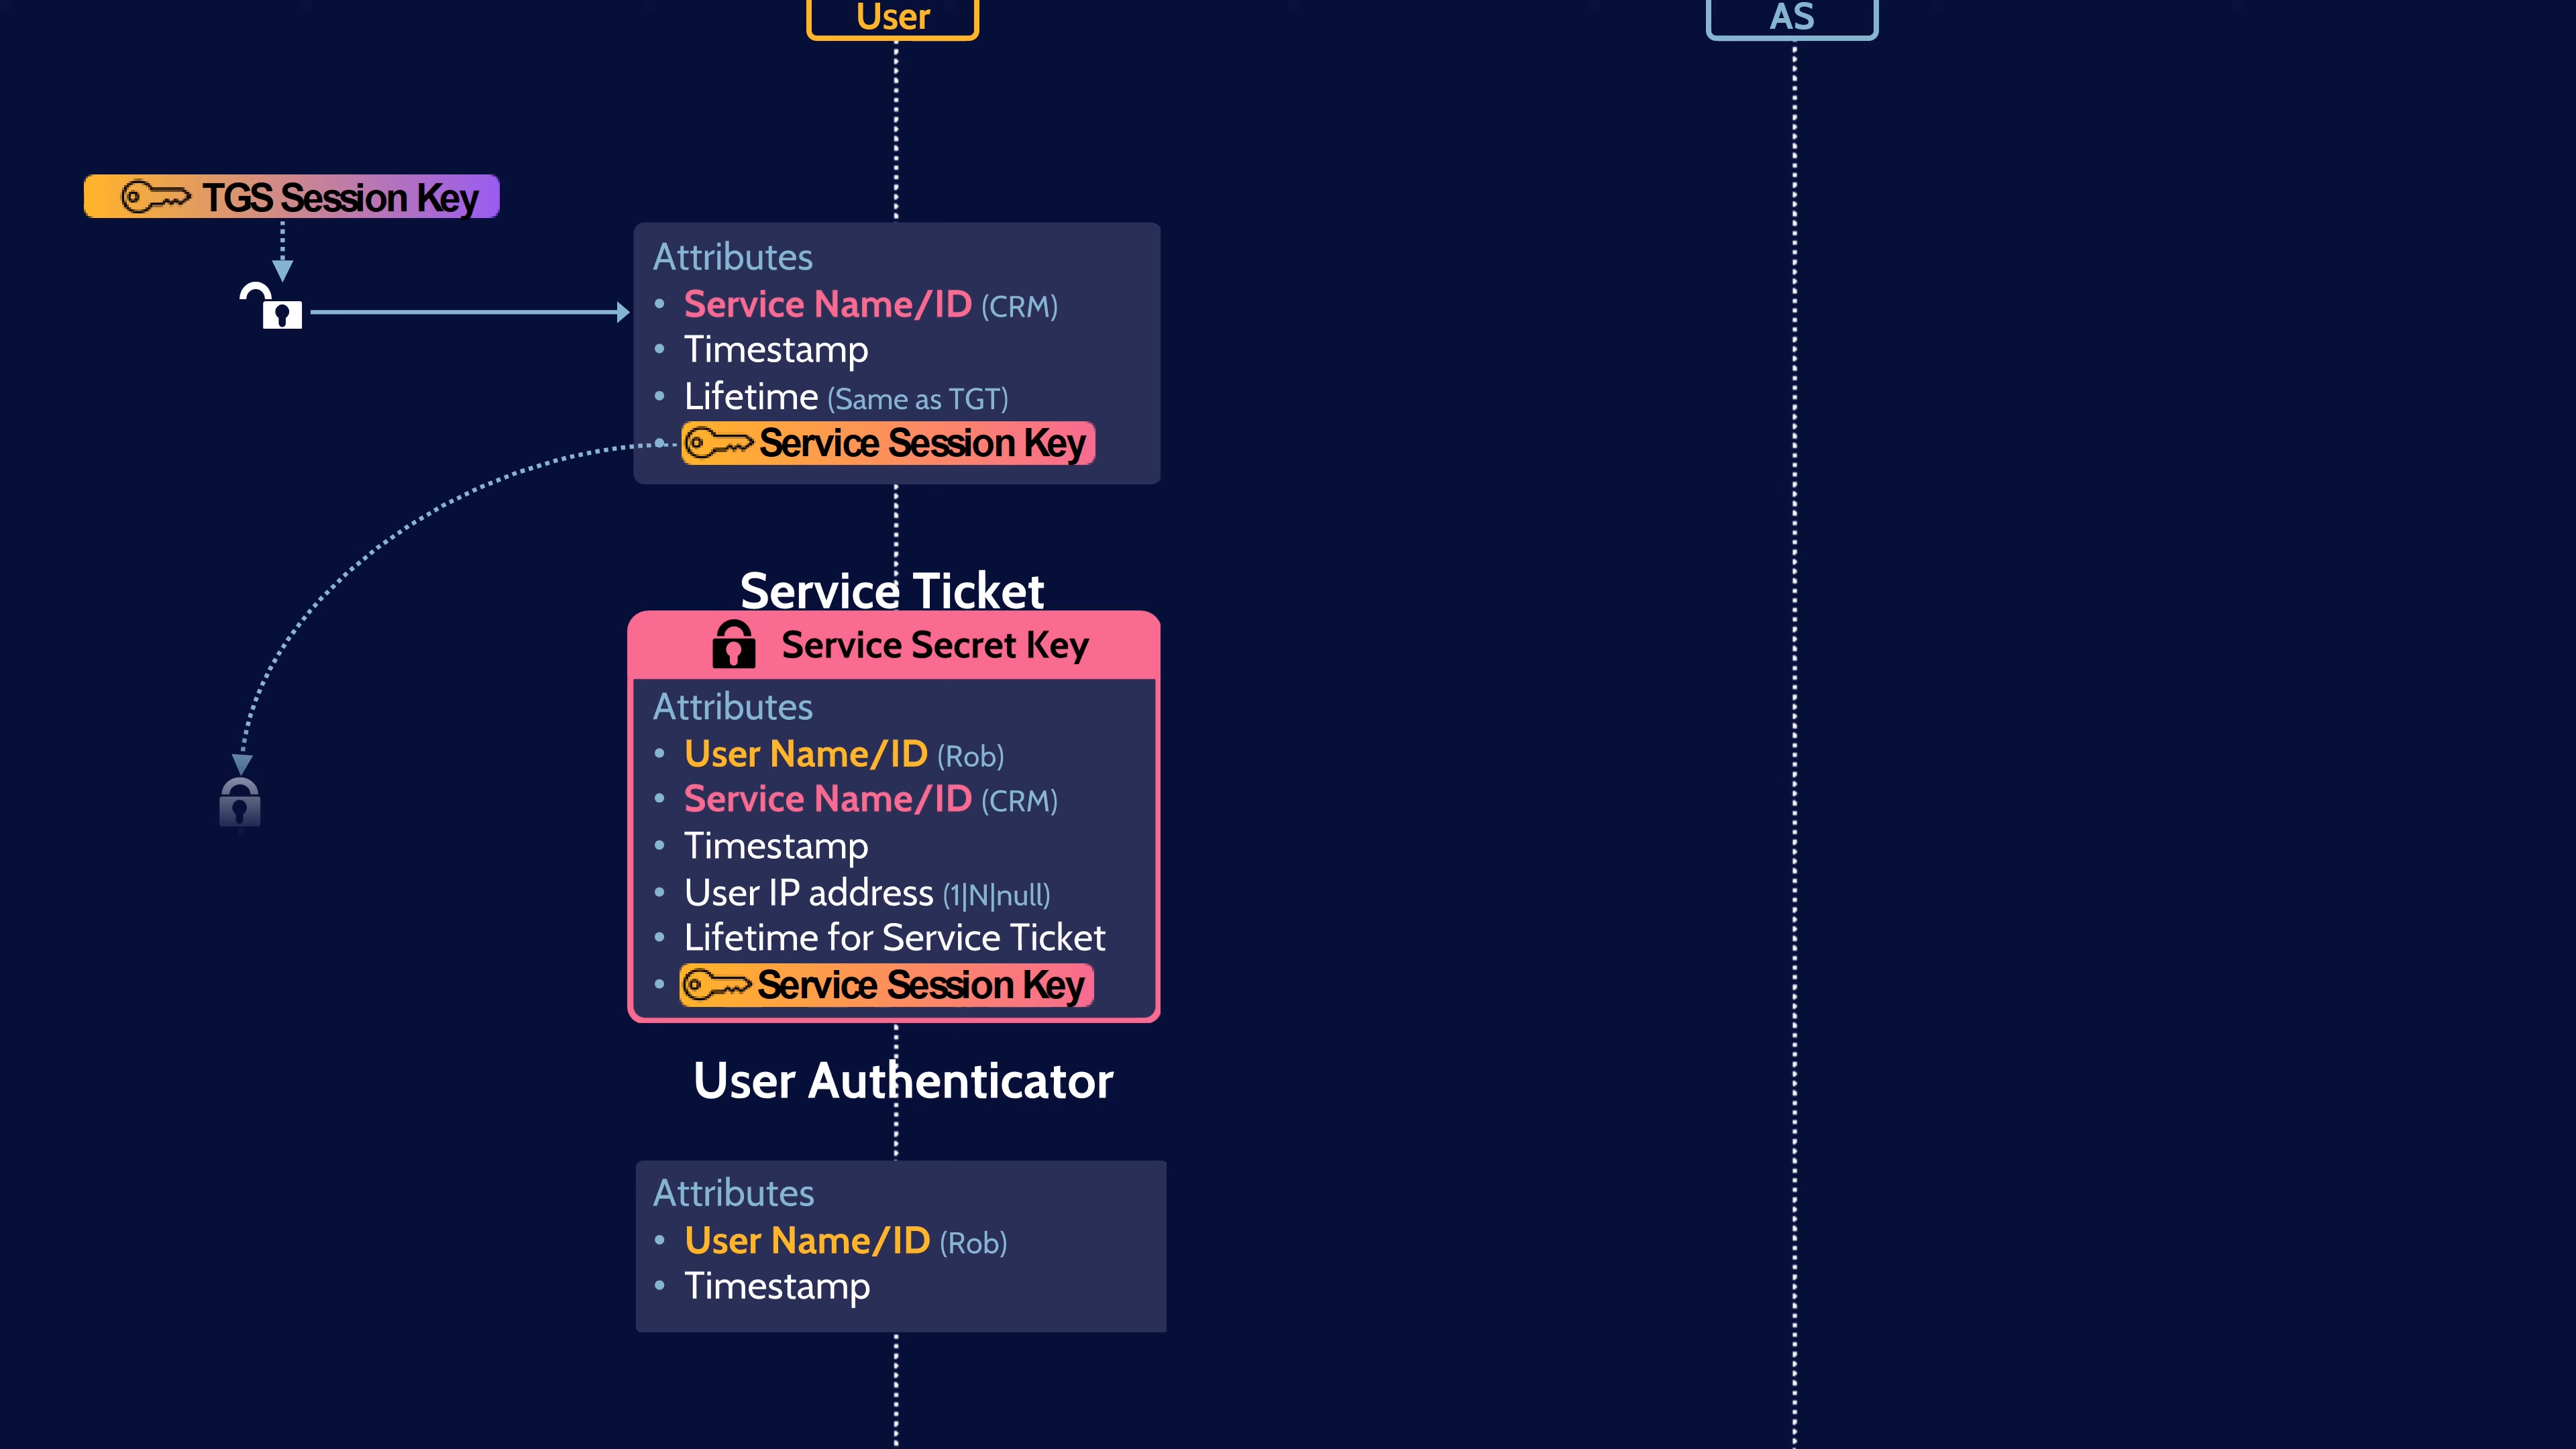 User
AS
TGS Session Key
Attributes
• Service Name/ID (CRM)
• Timestamp
• Lifetime (Same as TGT)
• Service Session Key
Service Ticket
Service Secret Key
Attributes
• User Name/ID (Rob)
• Service Name/ID (CRM)
• Timestamp
• User IP address (1|N|null)
• Lifetime for Service Ticket
• Service Session Key
User Authenticator
Attributes
• User Name/ID (Rob)
• Timestamp